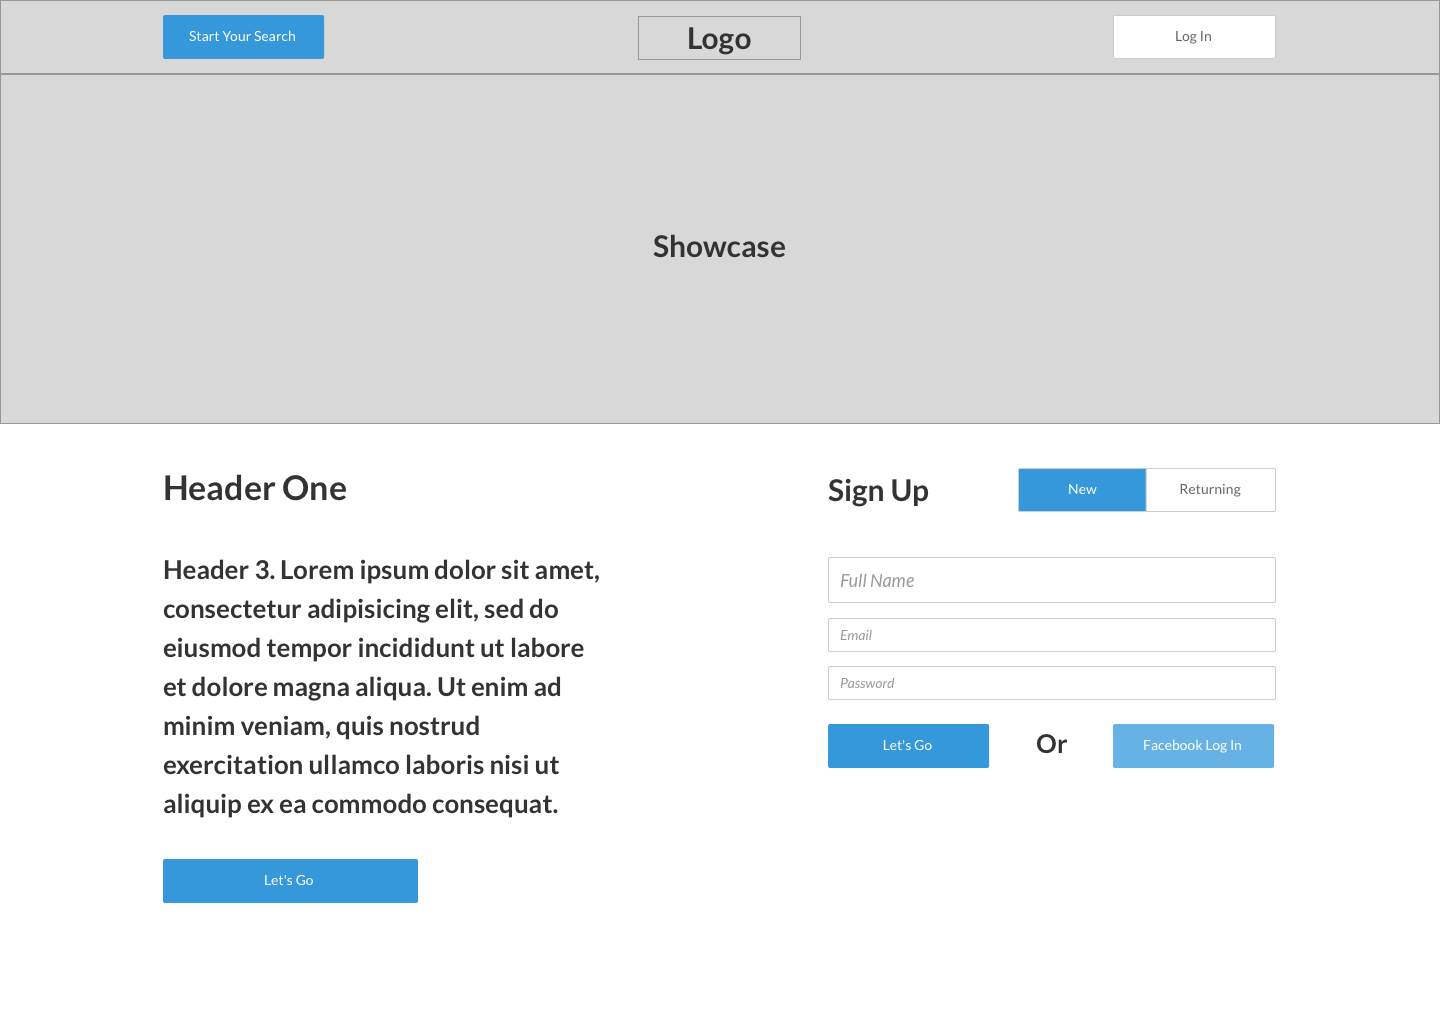 Start Your Search
Logo
Log In
Showcase
Header One
Header 3. Lorem ipsum dolor sit amet,
consectetur adipisicing elit, sed do
eiusmod tempor incididunt ut labore
et dolore magna aliqua. Ut enim ad
minim veniam, quis nostrud
exercitation ullamco laboris nisi ut
aliquip ex ea commodo consequat.
Let's Go
Sign Up
New
Returning
Full Name
Email
Password
Let's Go
Or
Facebook Log In